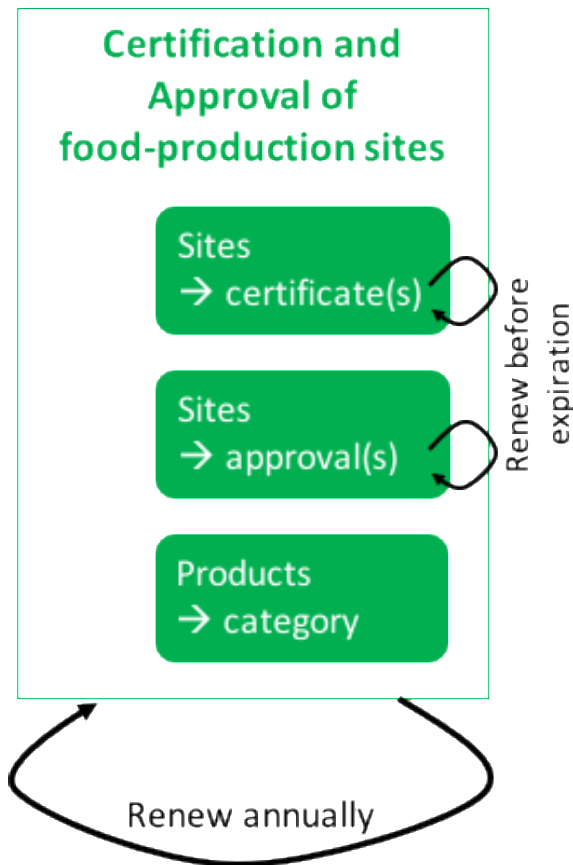 Certification and
Approval of
food-production sites
Sites
→ certificate(s)
Sites
→ approval(s)
Products
→ category
Renew before
expiration
Renew annually